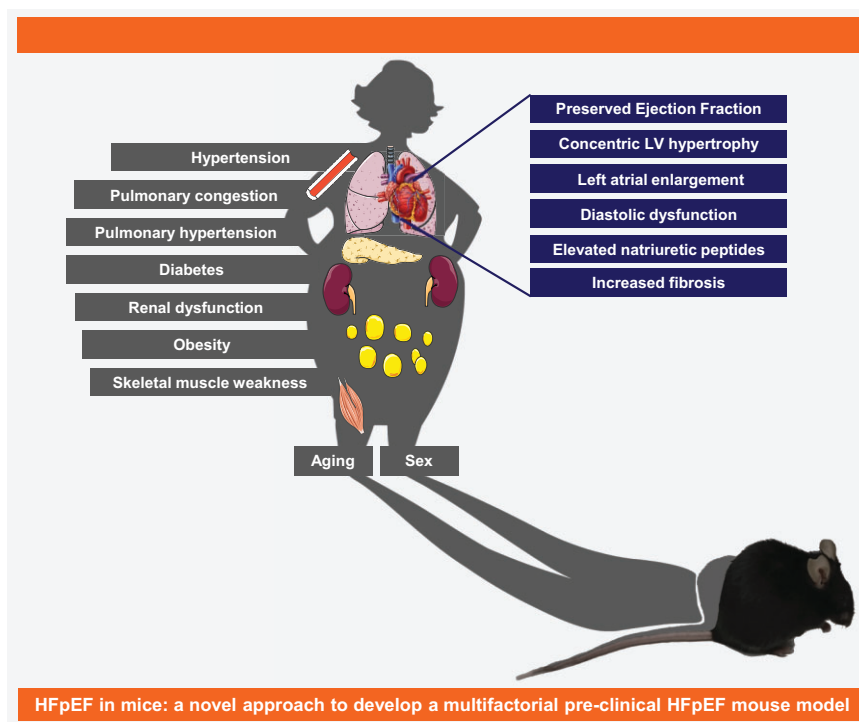 Hypertension
Pulmonary congestion
Pulmonary hypertension
Diabetes
Renal dysfunction
Obesity
Skeletal muscle weakness
Preserved Ejection Fraction
Concentric LV hypertrophy
Left atrial enlargement
Diastolic dysfunction
Elevated natriuretic peptides
Increased fibrosis
Aging
Sex
HFpEF in mice: a novel approach to develop a multifactorial pre-clinical HFpEF mouse model